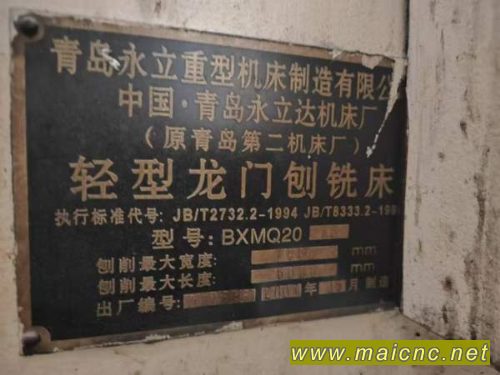 青岛永立重型机床制造有限公
中国·青岛永立达机床厂
(原青岛第二机床厂)
轻型龙门刨铣床
执行标准代号: JB/T2732.2-1994 JB/T8333.2-199
型号: BXMQ20
刨削最大宽度: mm
刨削最大长度: mm
出厂编号: 年 月 制造
www.maicnc.net